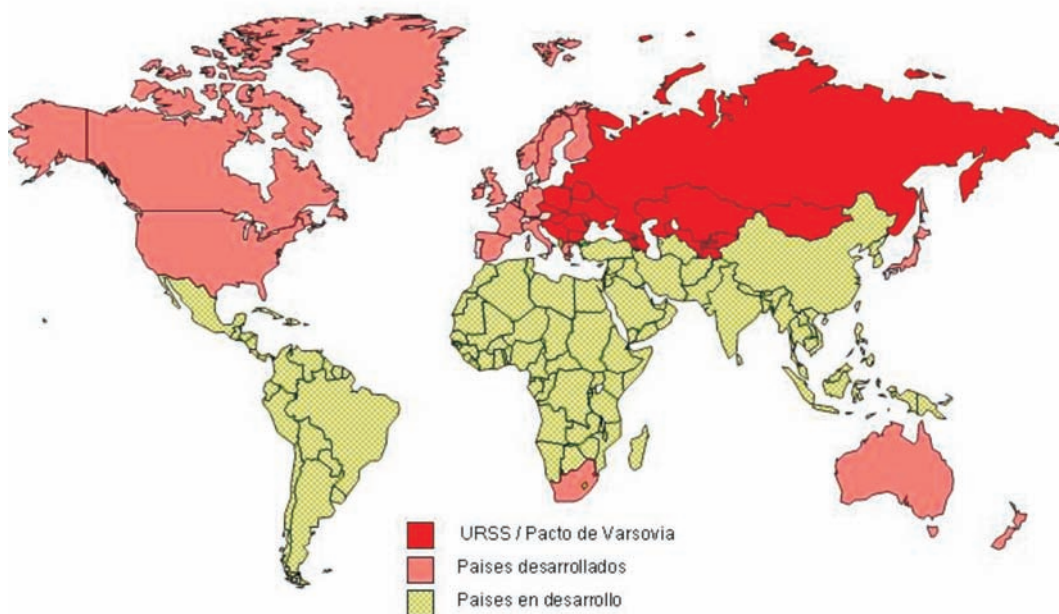 URSS / Pacto de Varsovia
Paises desarrollados
Paises en desarrollo